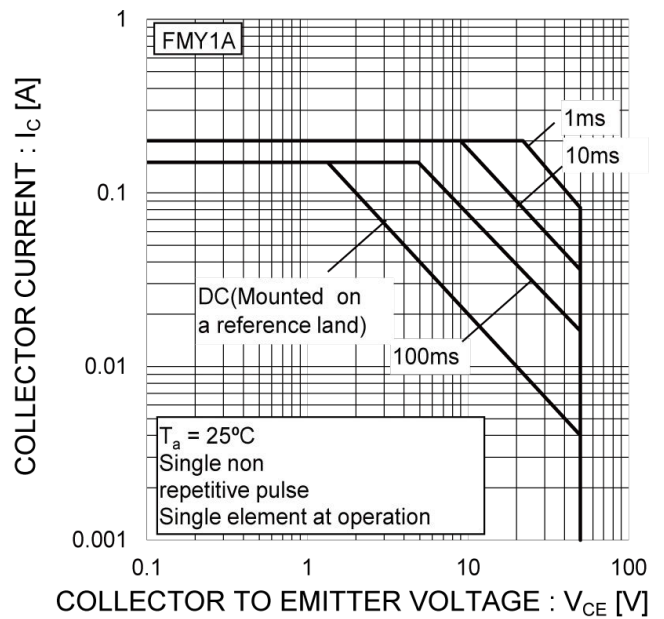 FMY1A
COLLECTOR CURRENT : IC [A]
1
0.1
0.01
0.001
1ms
10ms
DC(Mounted on
a reference land)
100ms
Ta = 25ºC
Single non
repetitive pulse
Single element at operation
0.1
1
10
100
COLLECTOR TO EMITTER VOLTAGE : VCE [V]